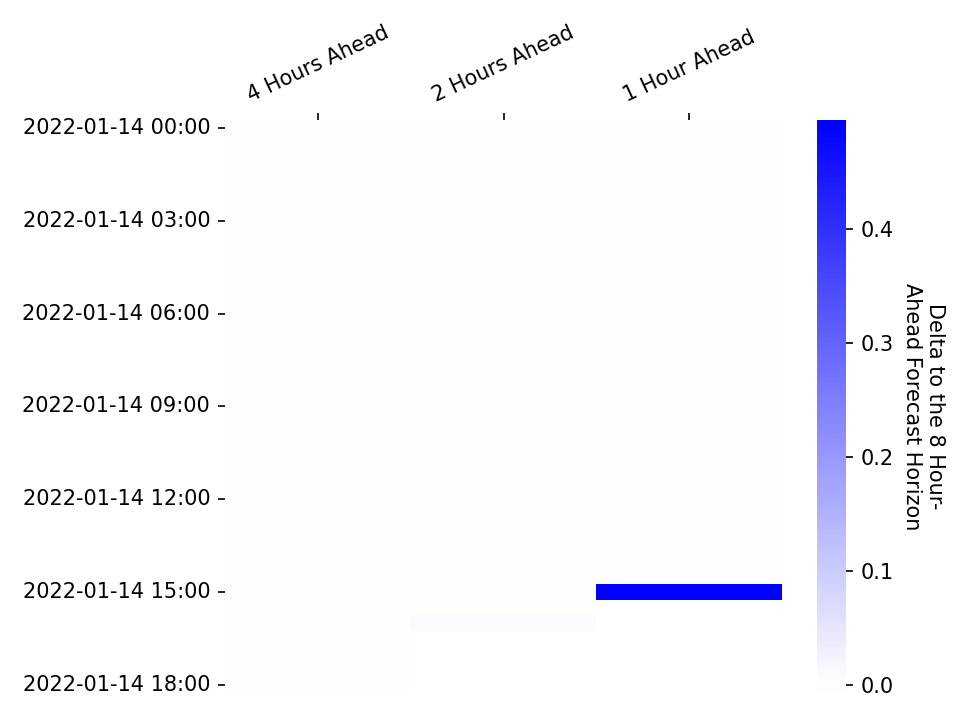 4 Hours Ahead
2 Hours Ahead
1 Hour Ahead
2022-01-14 00:00
2022-01-14 03:00
2022-01-14 06:00
2022-01-14 09:00
2022-01-14 12:00
2022-01-14 15:00
2022-01-14 18:00
0.4
0.3
0.2
0.1
0.0
Delta to the 8 Hour-
Ahead Forecast Horizon